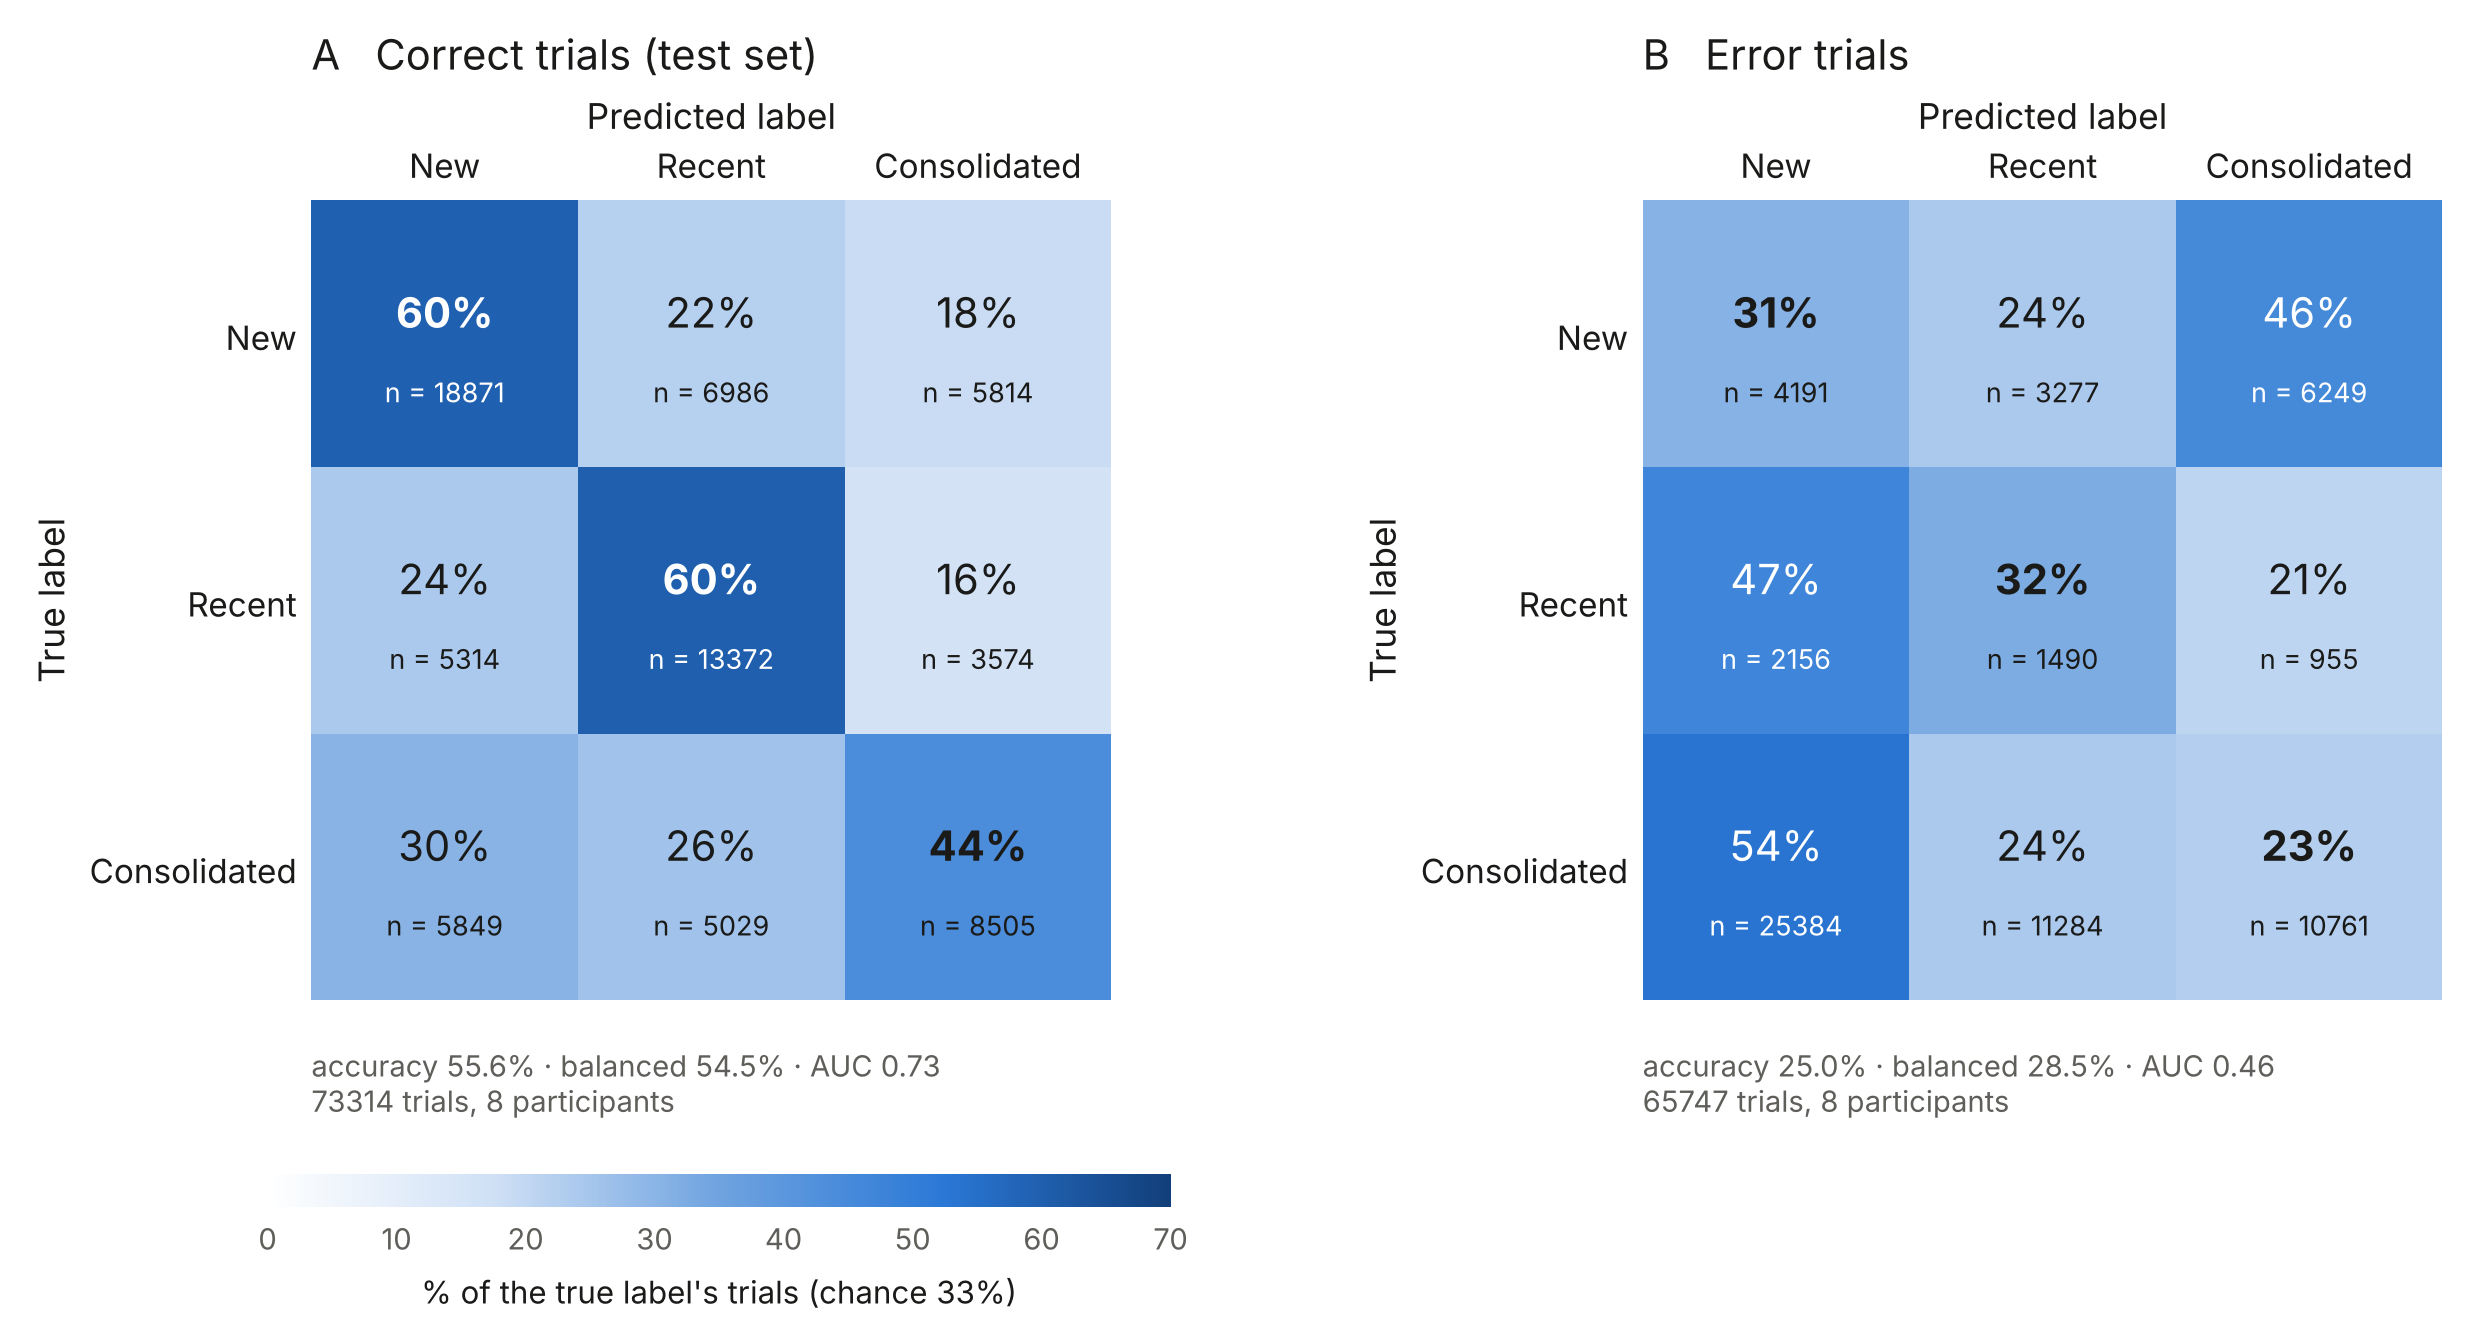 A Correct trials (test set)
Predicted label
New Recent Consolidated
True label
New
60% 22% 18%
n = 18871 n = 6986 n = 5814
Recent
24% 60% 16%
n = 5314 n = 13372 n = 3574
Consolidated
30% 26% 44%
n = 5849 n = 5029 n = 8505
accuracy 55.6% · balanced 54.5% · AUC 0.73
73314 trials, 8 participants
0 10 20 30 40 50 60 70
% of the true label's trials (chance 33%)
B Error trials
Predicted label
New Recent Consolidated
True label
New
31% 24% 46%
n = 4191 n = 3277 n = 6249
Recent
47% 32% 21%
n = 2156 n = 1490 n = 955
Consolidated
54% 24% 23%
n = 25384 n = 11284 n = 10761
accuracy 25.0% · balanced 28.5% · AUC 0.46
65747 trials, 8 participants